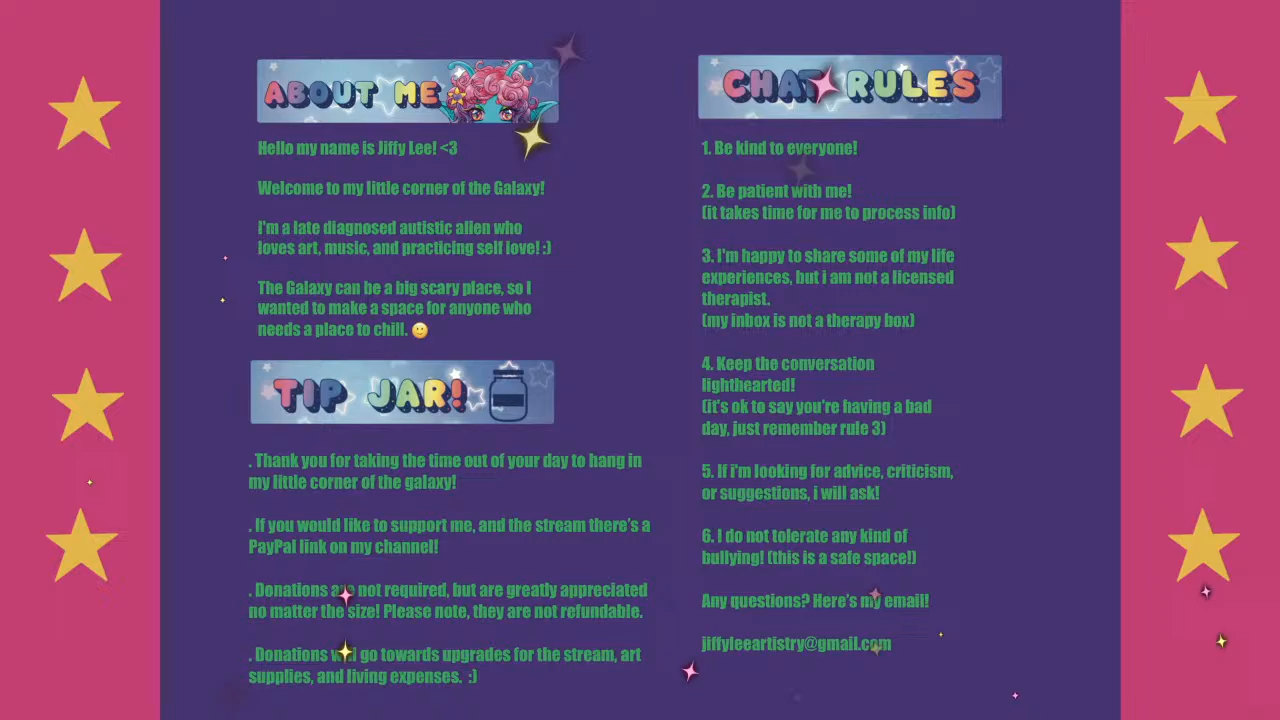 ABOUT ME
Hello my name is Jiffy Lee! <3
Welcome to my little corner of the Galaxy!
I'm a late diagnosed autistic alien who
loves art, music, and practicing self love! :)
The Galaxy can be a big scary place, so I
wanted to make a space for anyone who
needs a place to chill. 🙂
TIP JAR!
. Thank you for taking the time out of your day to hang in
my little corner of the galaxy!
. If you would like to support me, and the stream there's a
PayPal link on my channel!
. Donations are not required, but are greatly appreciated
no matter the size! Please note, they are not refundable.
. Donations will go towards upgrades for the stream, art
supplies, and living expenses. ;)
CHAT RULES
1. Be kind to everyone!
2. Be patient with me!
(it takes time for me to process info)
3. I'm happy to share some of my life
experiences, but i am not a licensed
therapist.
(my inbox is not a therapy box)
4. Keep the conversation
lighthearted!
(it's ok to say you're having a bad
day, just remember rule 3)
5. If i'm looking for advice, criticism,
or suggestions, i will ask!
6. I do not tolerate any kind of
bullying! (this is a safe space!)
Any questions? Here's my email!
jiffyleeartistry@gmail.com